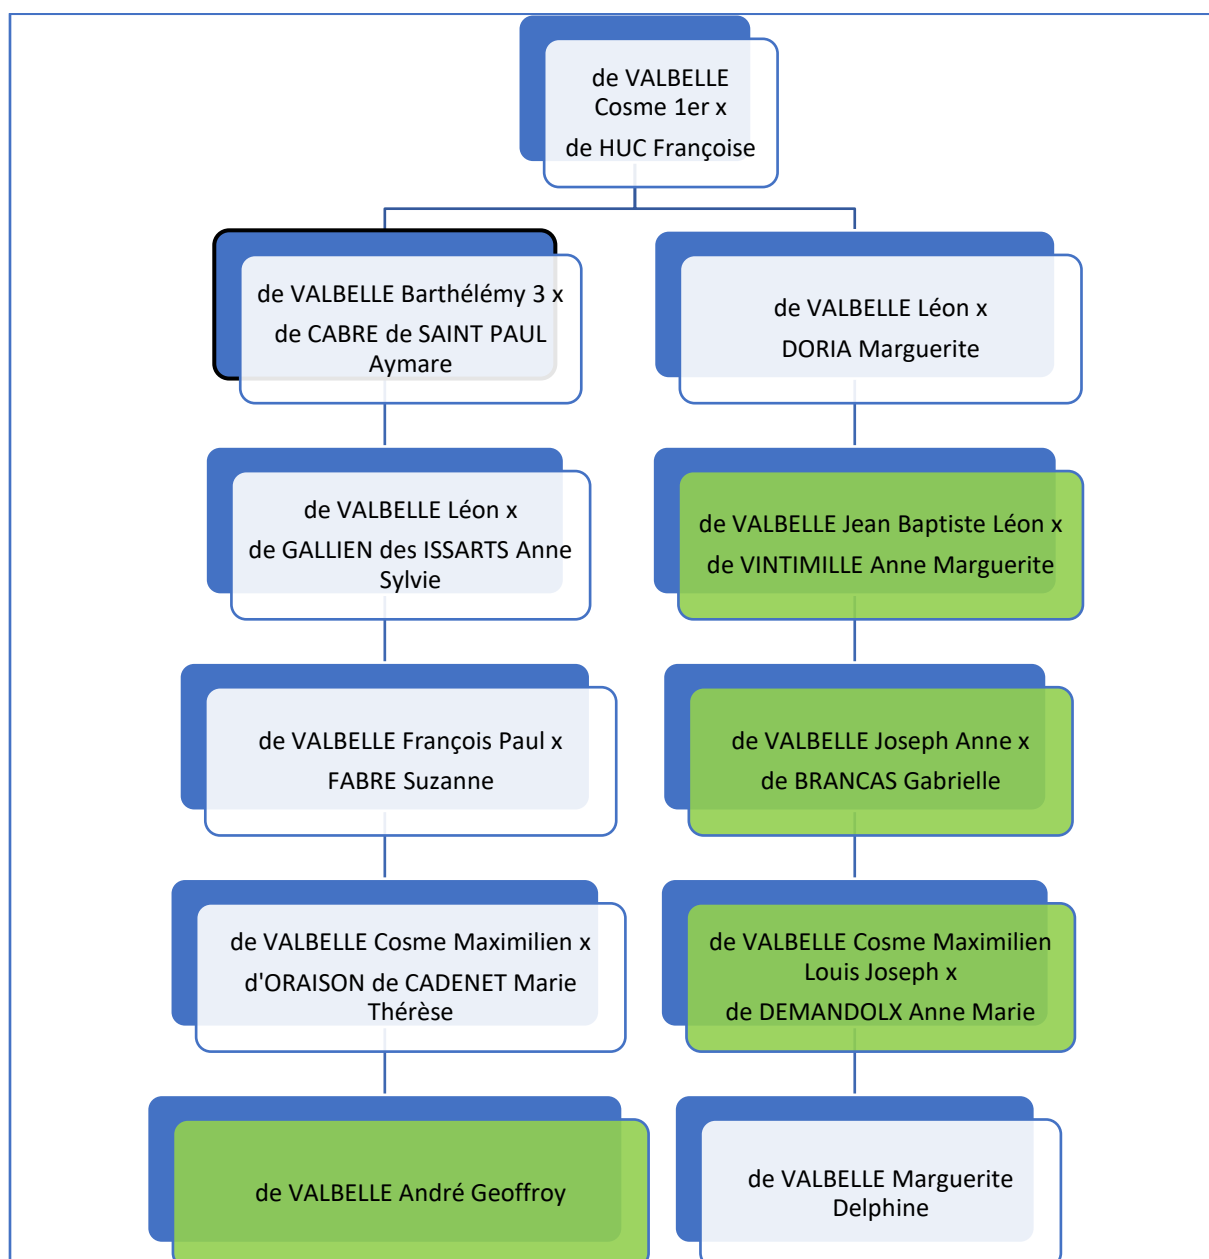 de VALBELLE
Cosme 1er x
de HUC Françoise
de VALBELLE Barthélémy 3 x
de CABRE de SAINT PAUL
Aymare
de VALBELLE Léon x
DORIA Marguerite
de VALBELLE Léon x
de GALLIEN des ISSARTS Anne
Sylvie
de VALBELLE Jean Baptiste Léon x
de VINTIMILLE Anne Marguerite
de VALBELLE François Paul x
FABRE Suzanne
de VALBELLE Joseph Anne x
de BRANCAS Gabrielle
de VALBELLE Cosme Maximilien x
d'ORAISON de CADENET Marie
Thérèse
de VALBELLE Cosme Maximilien
Louis Joseph x
de DEMANDOLX Anne Marie
de VALBELLE André Geoffroy
de VALBELLE Marguerite
Delphine